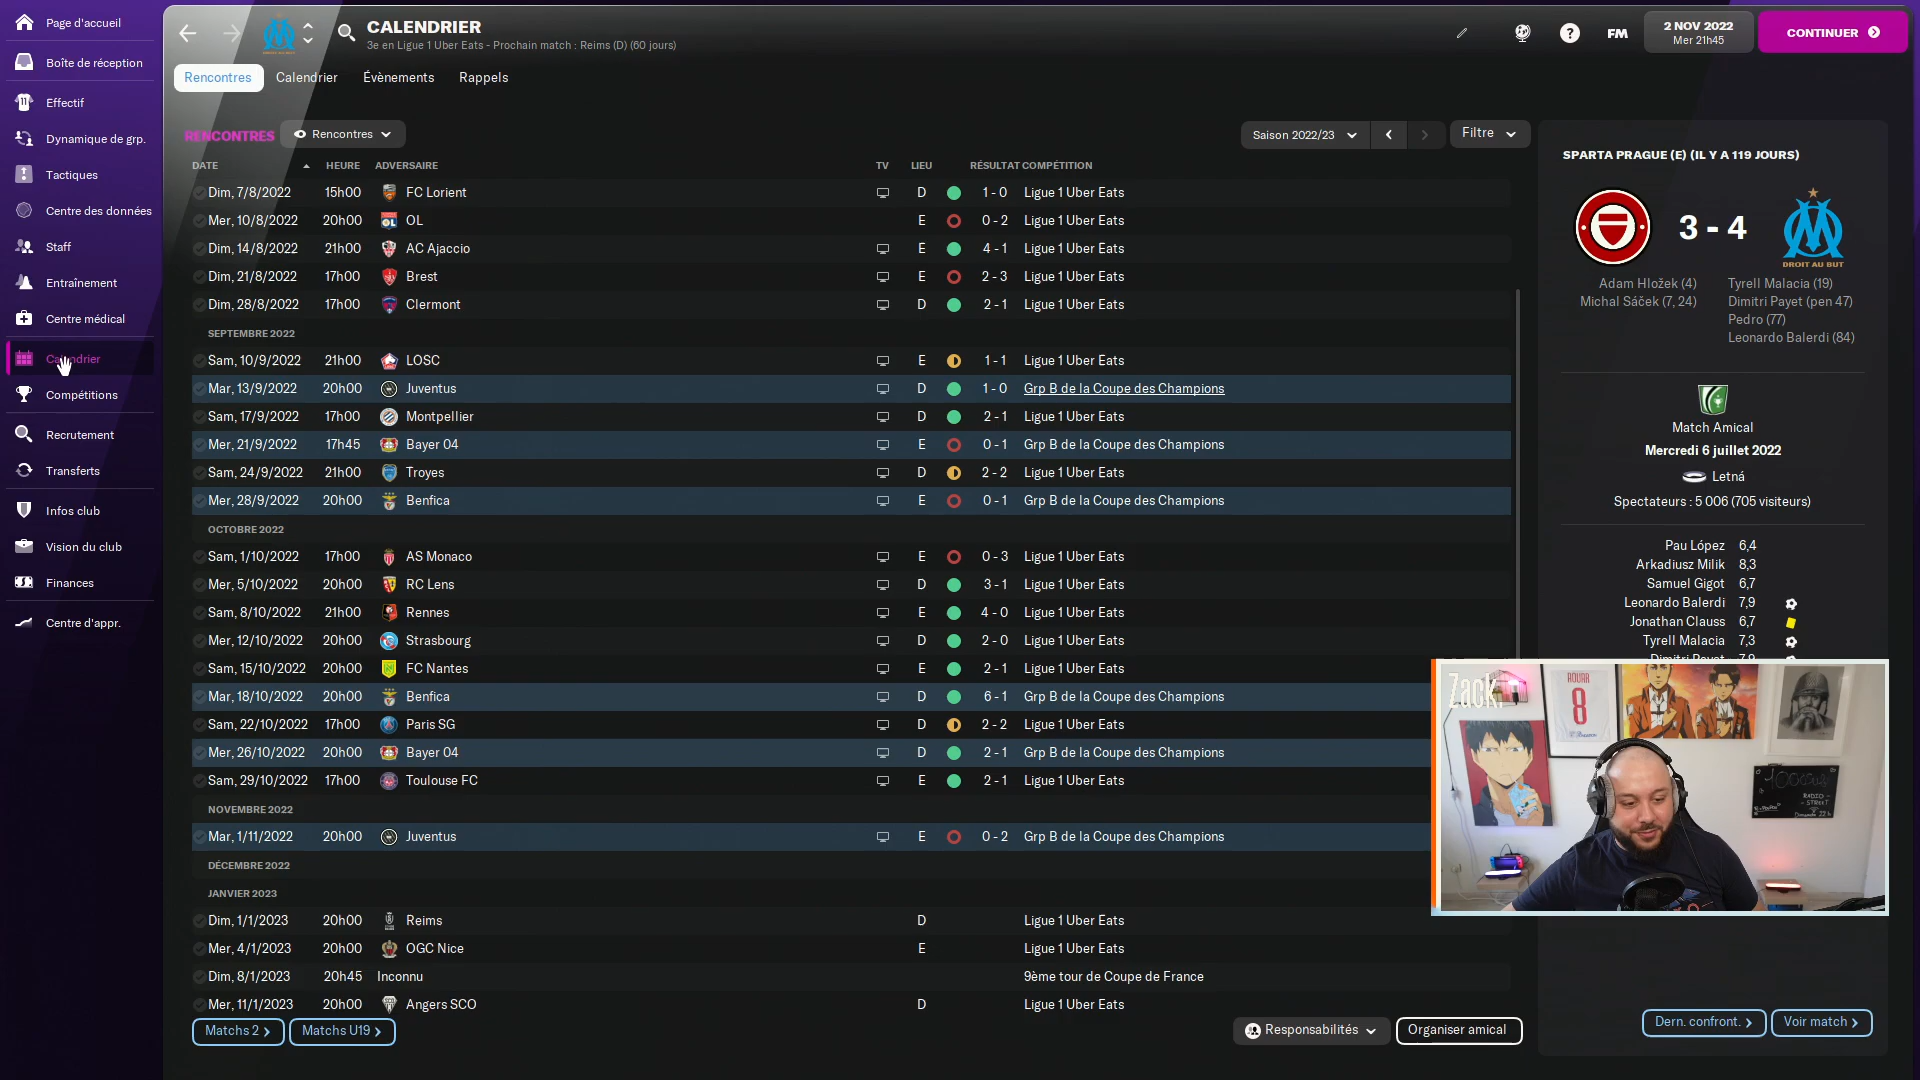 Page d'accueil
Boîte de réception
Effectif
Dynamique de grp.
Tactiques
Centre des données
Staff
Entraînement
Centre médical
Calendrier
Compétitions
Recrutement
Transferts
Infos club
Vision du club
Finances
Centre d'appr.
CALENDRIER
3e en Ligue 1 Uber Eats - Prochain match : Reims (D) (60 jours)
FM
2 NOV 2022
Mer 21h45
CONTINUER
Rencontres Calendrier Évènements Rappels
RENCONTRES Rencontres
Saison 2022/23 Filtre
DATE HEURE ADVERSAIRE TV LIEU RÉSULTAT COMPÉTITION
Dim, 7/8/2022 15h00 FC Lorient D 1 - 0 Ligue 1 Uber Eats
Mer, 10/8/2022 20h00 OL E 0 - 2 Ligue 1 Uber Eats
Dim, 14/8/2022 21h00 AC Ajaccio E 4 - 1 Ligue 1 Uber Eats
Dim, 21/8/2022 17h00 Brest E 2 - 3 Ligue 1 Uber Eats
Dim, 28/8/2022 17h00 Clermont D 2 - 1 Ligue 1 Uber Eats
SEPTEMBRE 2022
Sam, 10/9/2022 21h00 LOSC E 1 - 1 Ligue 1 Uber Eats
Mar, 13/9/2022 20h00 Juventus D 1 - 0 Grp B de la Coupe des Champions
Sam, 17/9/2022 17h00 Montpellier D 2 - 1 Ligue 1 Uber Eats
Mer, 21/9/2022 17h45 Bayer 04 E 0 - 1 Grp B de la Coupe des Champions
Sam, 24/9/2022 21h00 Troyes D 2 - 2 Ligue 1 Uber Eats
Mer, 28/9/2022 20h00 Benfica E 0 - 1 Grp B de la Coupe des Champions
OCTOBRE 2022
Sam, 1/10/2022 17h00 AS Monaco E 0 - 3 Ligue 1 Uber Eats
Mer, 5/10/2022 20h00 RC Lens D 3 - 1 Ligue 1 Uber Eats
Sam, 8/10/2022 21h00 Rennes E 4 - 0 Ligue 1 Uber Eats
Mer, 12/10/2022 20h00 Strasbourg D 2 - 0 Ligue 1 Uber Eats
Sam, 15/10/2022 20h00 FC Nantes E 2 - 1 Ligue 1 Uber Eats
Mar, 18/10/2022 20h00 Benfica D 6 - 1 Grp B de la Coupe des Champions
Sam, 22/10/2022 17h00 Paris SG D 2 - 2 Ligue 1 Uber Eats
Mer, 26/10/2022 20h00 Bayer 04 D 2 - 1 Grp B de la Coupe des Champions
Sam, 29/10/2022 17h00 Toulouse FC E 2 - 1 Ligue 1 Uber Eats
NOVEMBRE 2022
Mar, 1/11/2022 20h00 Juventus E 0 - 2 Grp B de la Coupe des Champions
DÉCEMBRE 2022
JANVIER 2023
Dim, 1/1/2023 20h00 Reims D Ligue 1 Uber Eats
Mer, 4/1/2023 20h00 OGC Nice E Ligue 1 Uber Eats
Dim, 8/1/2023 20h45 Inconnu 9ème tour de Coupe de France
Mer, 11/1/2023 20h00 Angers SCO D Ligue 1 Uber Eats
Matchs 2 Matchs U19 Responsabilités Organiser amical
SPARTA PRAGUE (E) (IL Y A 119 JOURS)
3 - 4
DROIT AU BUT
Adam Hložek (4) Tyrell Malacia (19)
Michal Sáček (7, 24) Dimitri Payet (pen 47)
Pedro (77)
Leonardo Balerdi (84)
Match Amical
Mercredi 6 juillet 2022
Letná
Spectateurs : 5 006 (705 visiteurs)
Pau López 6,4
Arkadiusz Milik 8,3
Samuel Gigot 6,7
Leonardo Balerdi 7,9
Jonathan Clauss 6,7
Tyrell Malacia 7,3
Dimitri Payet 7,9
Zack
8
Dern. confront. Voir match